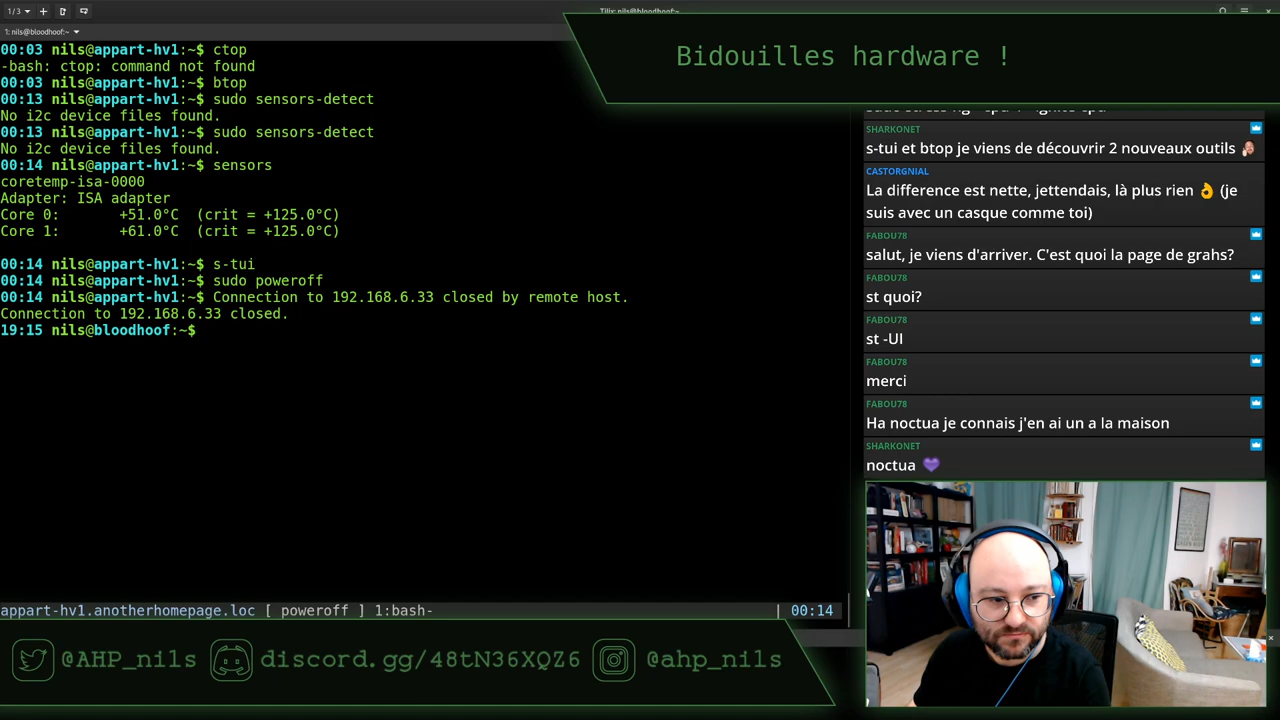 1 / 3
Tilix: nils@bloodhoof:~
1: nils@bloodhoof:~
00:03 nils@appart-hv1:~$ ctop
-bash: ctop: command not found
00:03 nils@appart-hv1:~$ btop
00:13 nils@appart-hv1:~$ sudo sensors-detect
No i2c device files found.
00:13 nils@appart-hv1:~$ sudo sensors-detect
No i2c device files found.
00:14 nils@appart-hv1:~$ sensors
coretemp-isa-0000
Adapter: ISA adapter
Core 0:       +51.0°C  (crit = +125.0°C)
Core 1:       +61.0°C  (crit = +125.0°C)
00:14 nils@appart-hv1:~$ s-tui
00:14 nils@appart-hv1:~$ sudo poweroff
00:14 nils@appart-hv1:~$ Connection to 192.168.6.33 closed by remote host.
Connection to 192.168.6.33 closed.
19:15 nils@bloodhoof:~$
appart-hv1.anotherhomepage.loc [ poweroff ] 1:bash-
| 00:14
Bidouilles hardware !
SHARKONET
s-tui et btop je viens de découvrir 2 nouveaux outils
CASTORGNIAL
La difference est nette, jettendais, là plus rien 👌 (je
suis avec un casque comme toi)
FABOU78
salut, je viens d'arriver. C'est quoi la page de grahs?
FABOU78
st quoi?
FABOU78
st -UI
FABOU78
merci
FABOU78
Ha noctua je connais j'en ai un a la maison
SHARKONET
noctua 💜
@AHP_nils
discord.gg/48tN36XQZ6
@ahp_nils